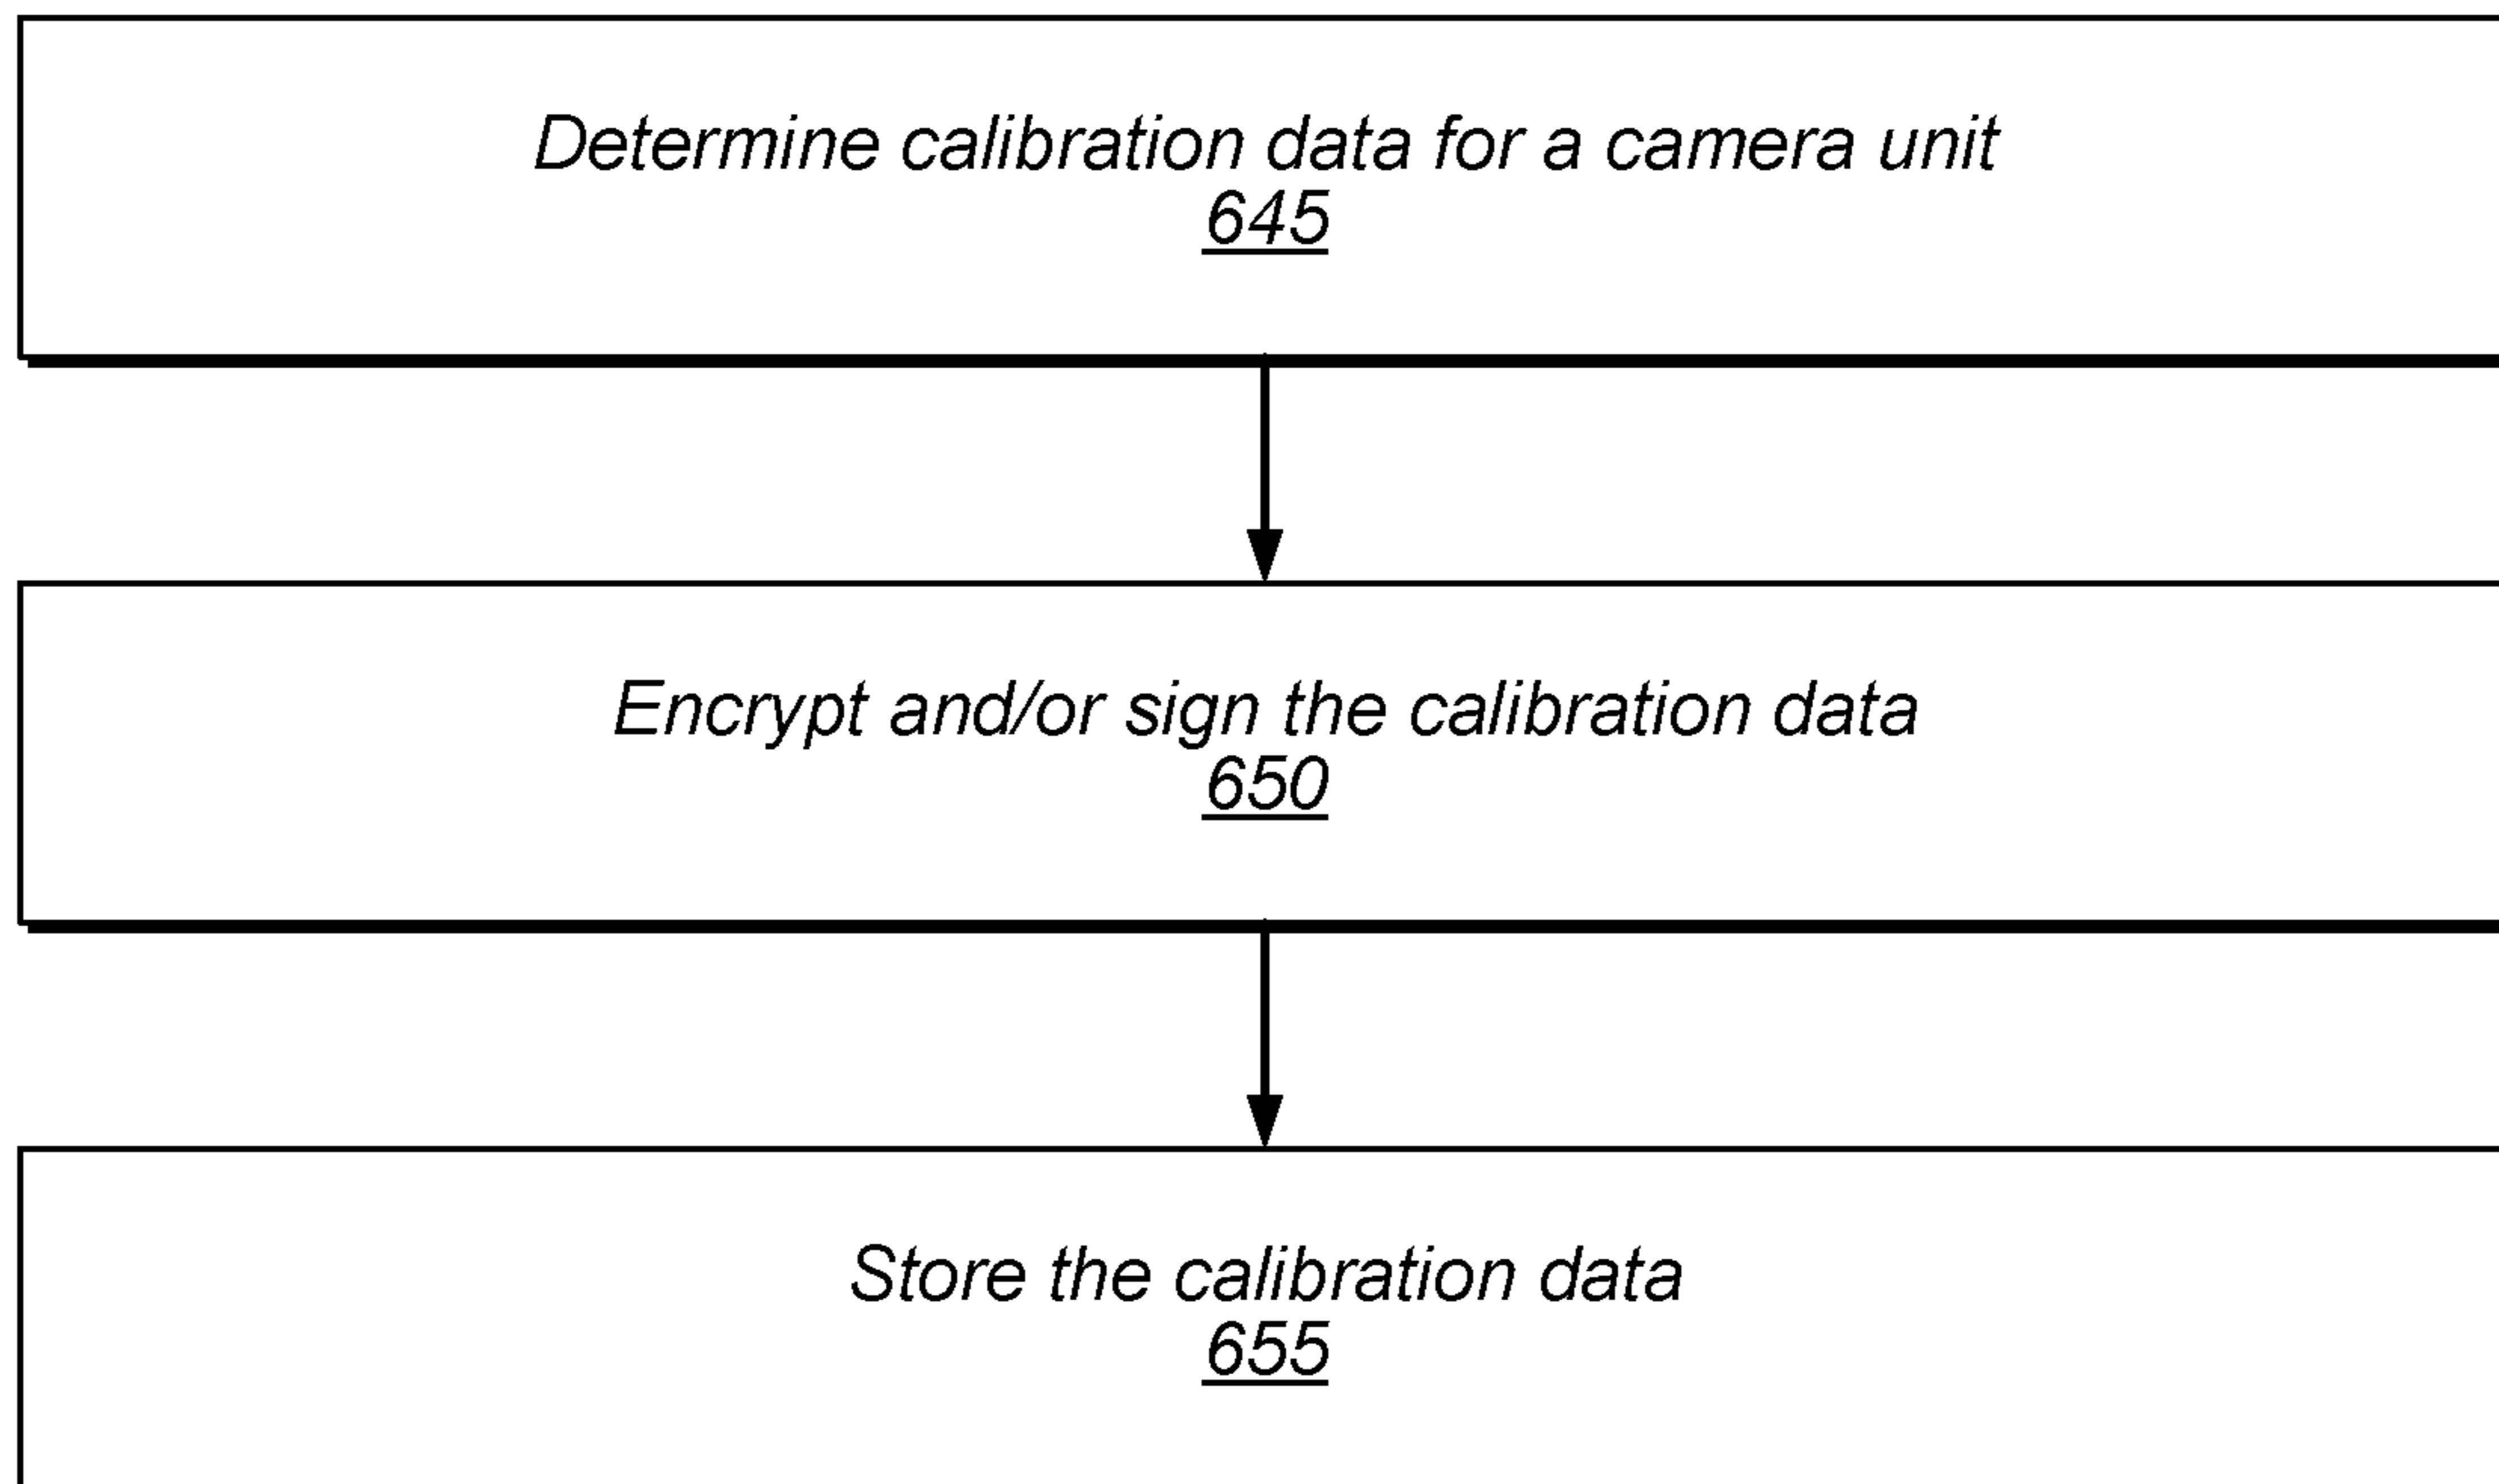 Determine calibration data for a camera unit
645
Encrypt and/or sign the calibration data
650
Store the calibration data
655